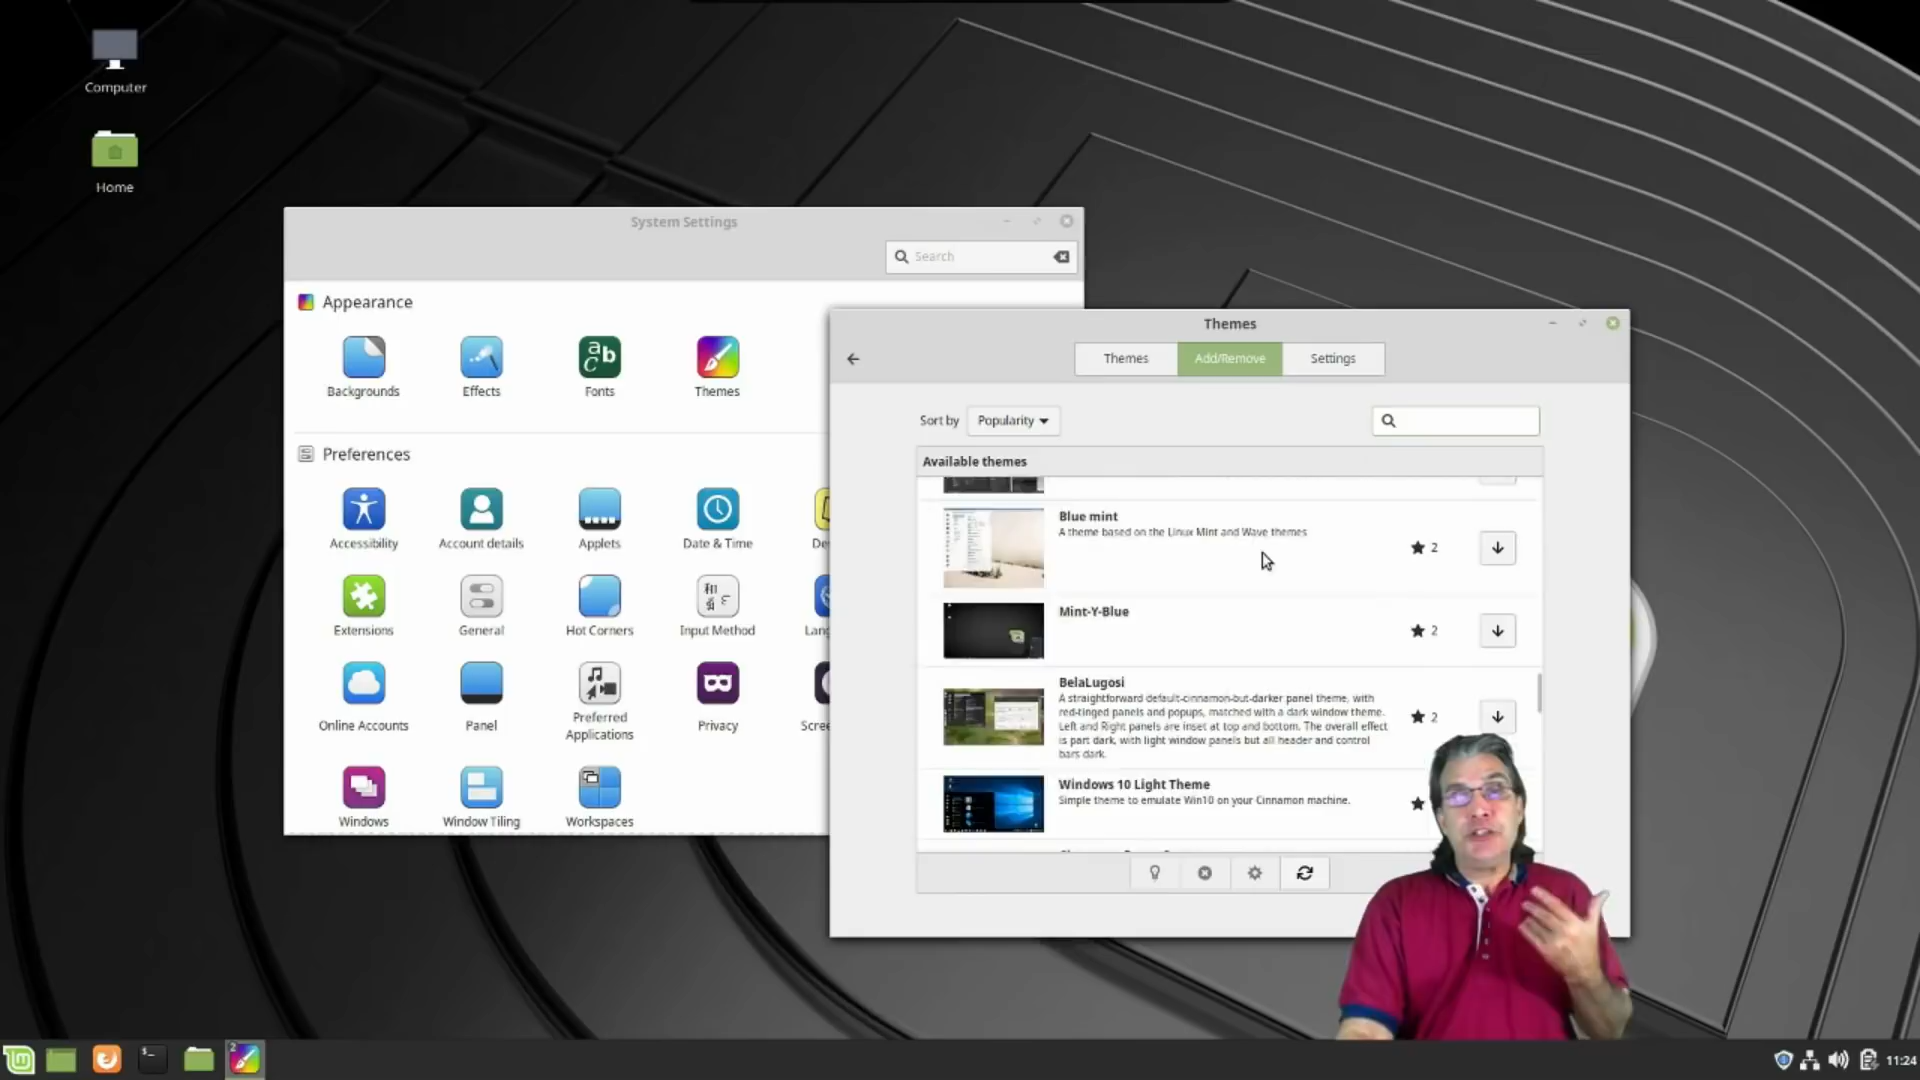 Computer
Home
System Settings
Search
Appearance
Backgrounds
Effects
Fonts
Themes
Preferences
Accessibility
Account details
Applets
Date & Time
De
Extensions
General
Hot Corners
Input Method
Lan
Online Accounts
Panel
Preferred
Applications
Privacy
Scree
Windows
Window Tiling
Workspaces
Themes
Themes
Add/Remove
Settings
Sort by
Popularity
Available themes
Blue mint
A theme based on the Linux Mint and Wave themes
2
Mint-Y-Blue
2
BelaLugosi
A straightforward default-cinnamon-but-darker panel theme, with
red-tinged panels and popups, matched with a dark window theme.
Left and Right panels are inset at top and bottom. The overall effect
is part dark, with light window panels but all header and control
bars dark.
2
Windows 10 Light Theme
Simple theme to emulate Win10 on your Cinnamon machine.
2
11:24